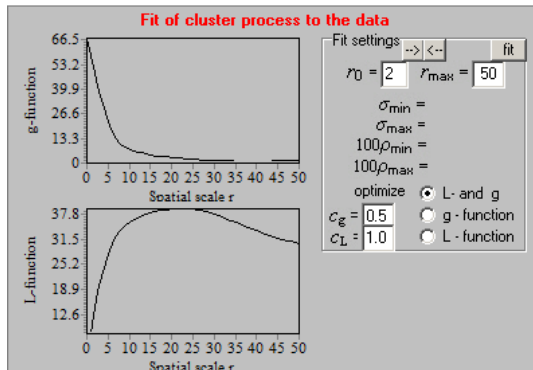 Fit of cluster process to the data
66.5
53.2
39.9
26.6
13.3
0
g-function
0 5 10 15 20 25 30 35 40 45 50
Spatial scale r
37.8
31.5
25.2
18.9
12.6
L-function
0 5 10 15 20 25 30 35 40 45 50
Spatial scale r
Fit settings --> <-- fit
r0 = 2 rmax = 50
σmin =
σmax =
100ρmin =
100ρmax =
optimize L- and g
cg = 0.5 g - function
cL = 1.0 L - function